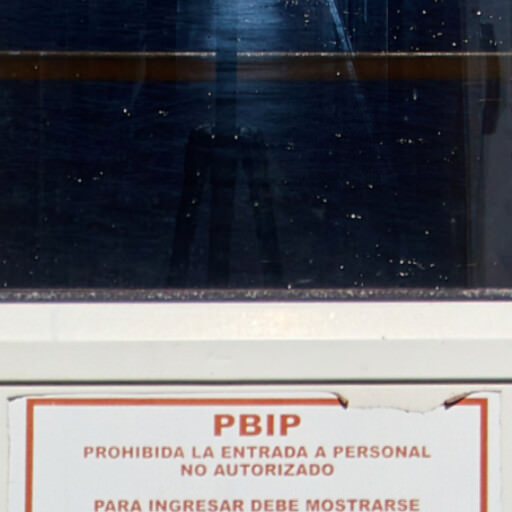 PBIP
PROHIBIDA LA ENTRADA A PERSONAL
NO AUTORIZADO
PARA INGRESAR DEBE MOSTRARSE